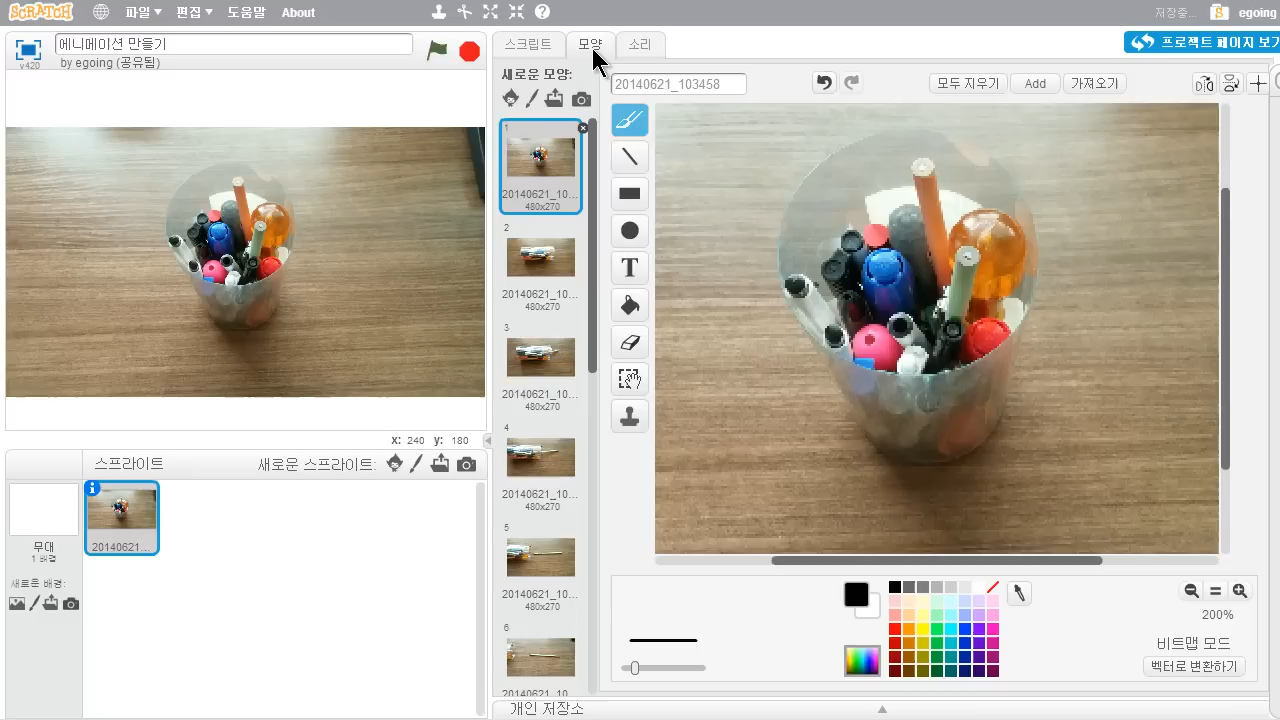 SCRATCH
파일▼ 편집▼ 도움말 About
저장중... egoing
에니메이션 만들기
by egoing (공유됨)
v420
스크립트 모양 소리
프로젝트 페이지 보기
새로운 모양:
20140621_103458
모두 지우기 Add 가져오기
1
20140621_10...
480x270
2
20140621_10...
480x270
3
20140621_10...
480x270
4
20140621_10...
480x270
5
20140621_10...
480x270
6
20140621_10
T
x: 240 y: 180
스프라이트 새로운 스프라이트:
무대
1 배경
새로운 배경:
20140621...
200%
비트맵 모드
벡터로 변환하기
개인 저장소